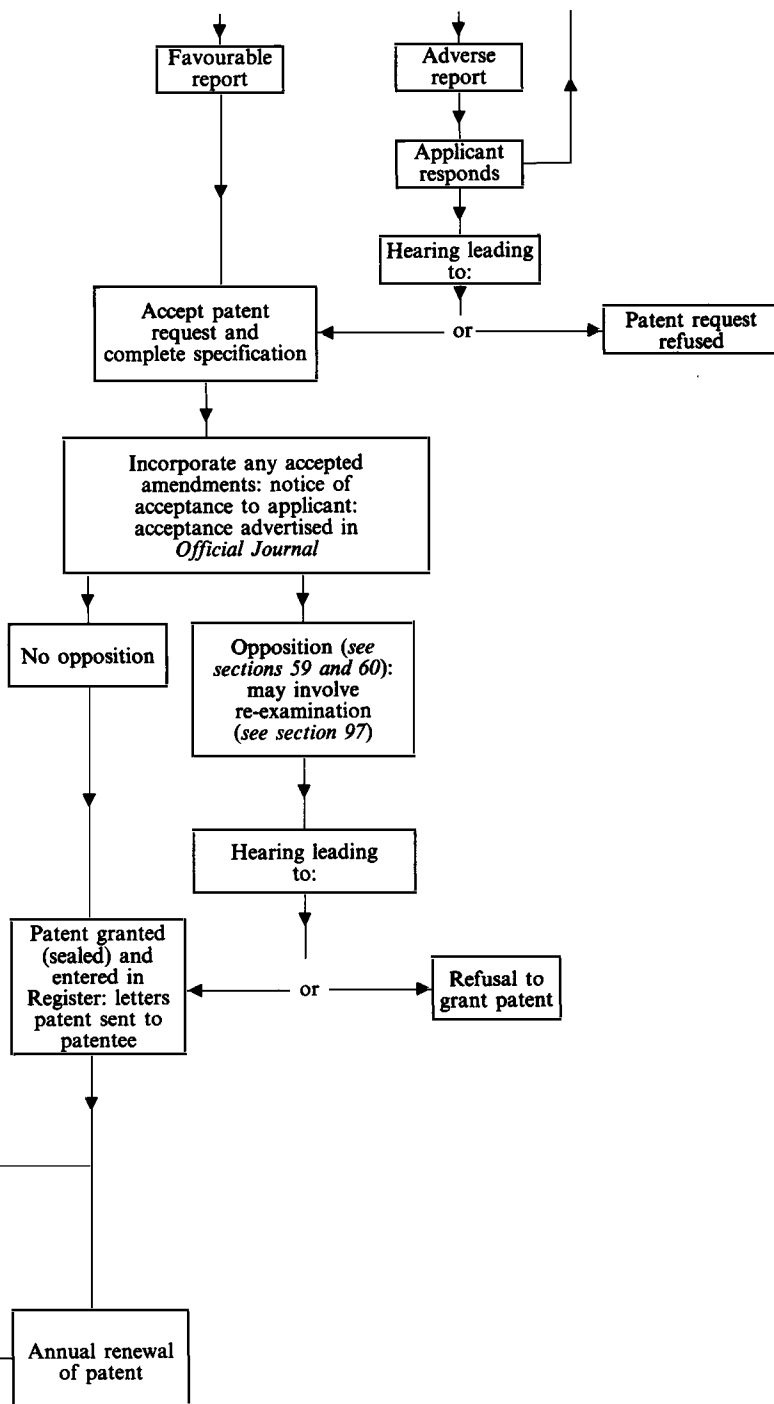 Favourable
report
Adverse
report
Applicant
responds
Hearing leading
to:
Accept patent
request and
complete specification
or
Patent request
refused
Incorporate any accepted
amendments: notice of
acceptance to applicant:
acceptance advertised in
Official Journal
No opposition
Opposition (see
sections 59 and 60):
may involve
re-examination
(see section 97)
Hearing leading
to:
Patent granted
(sealed) and
entered in
Register: letters
patent sent to
patentee
or
Refusal to
grant patent
Annual renewal
of patent